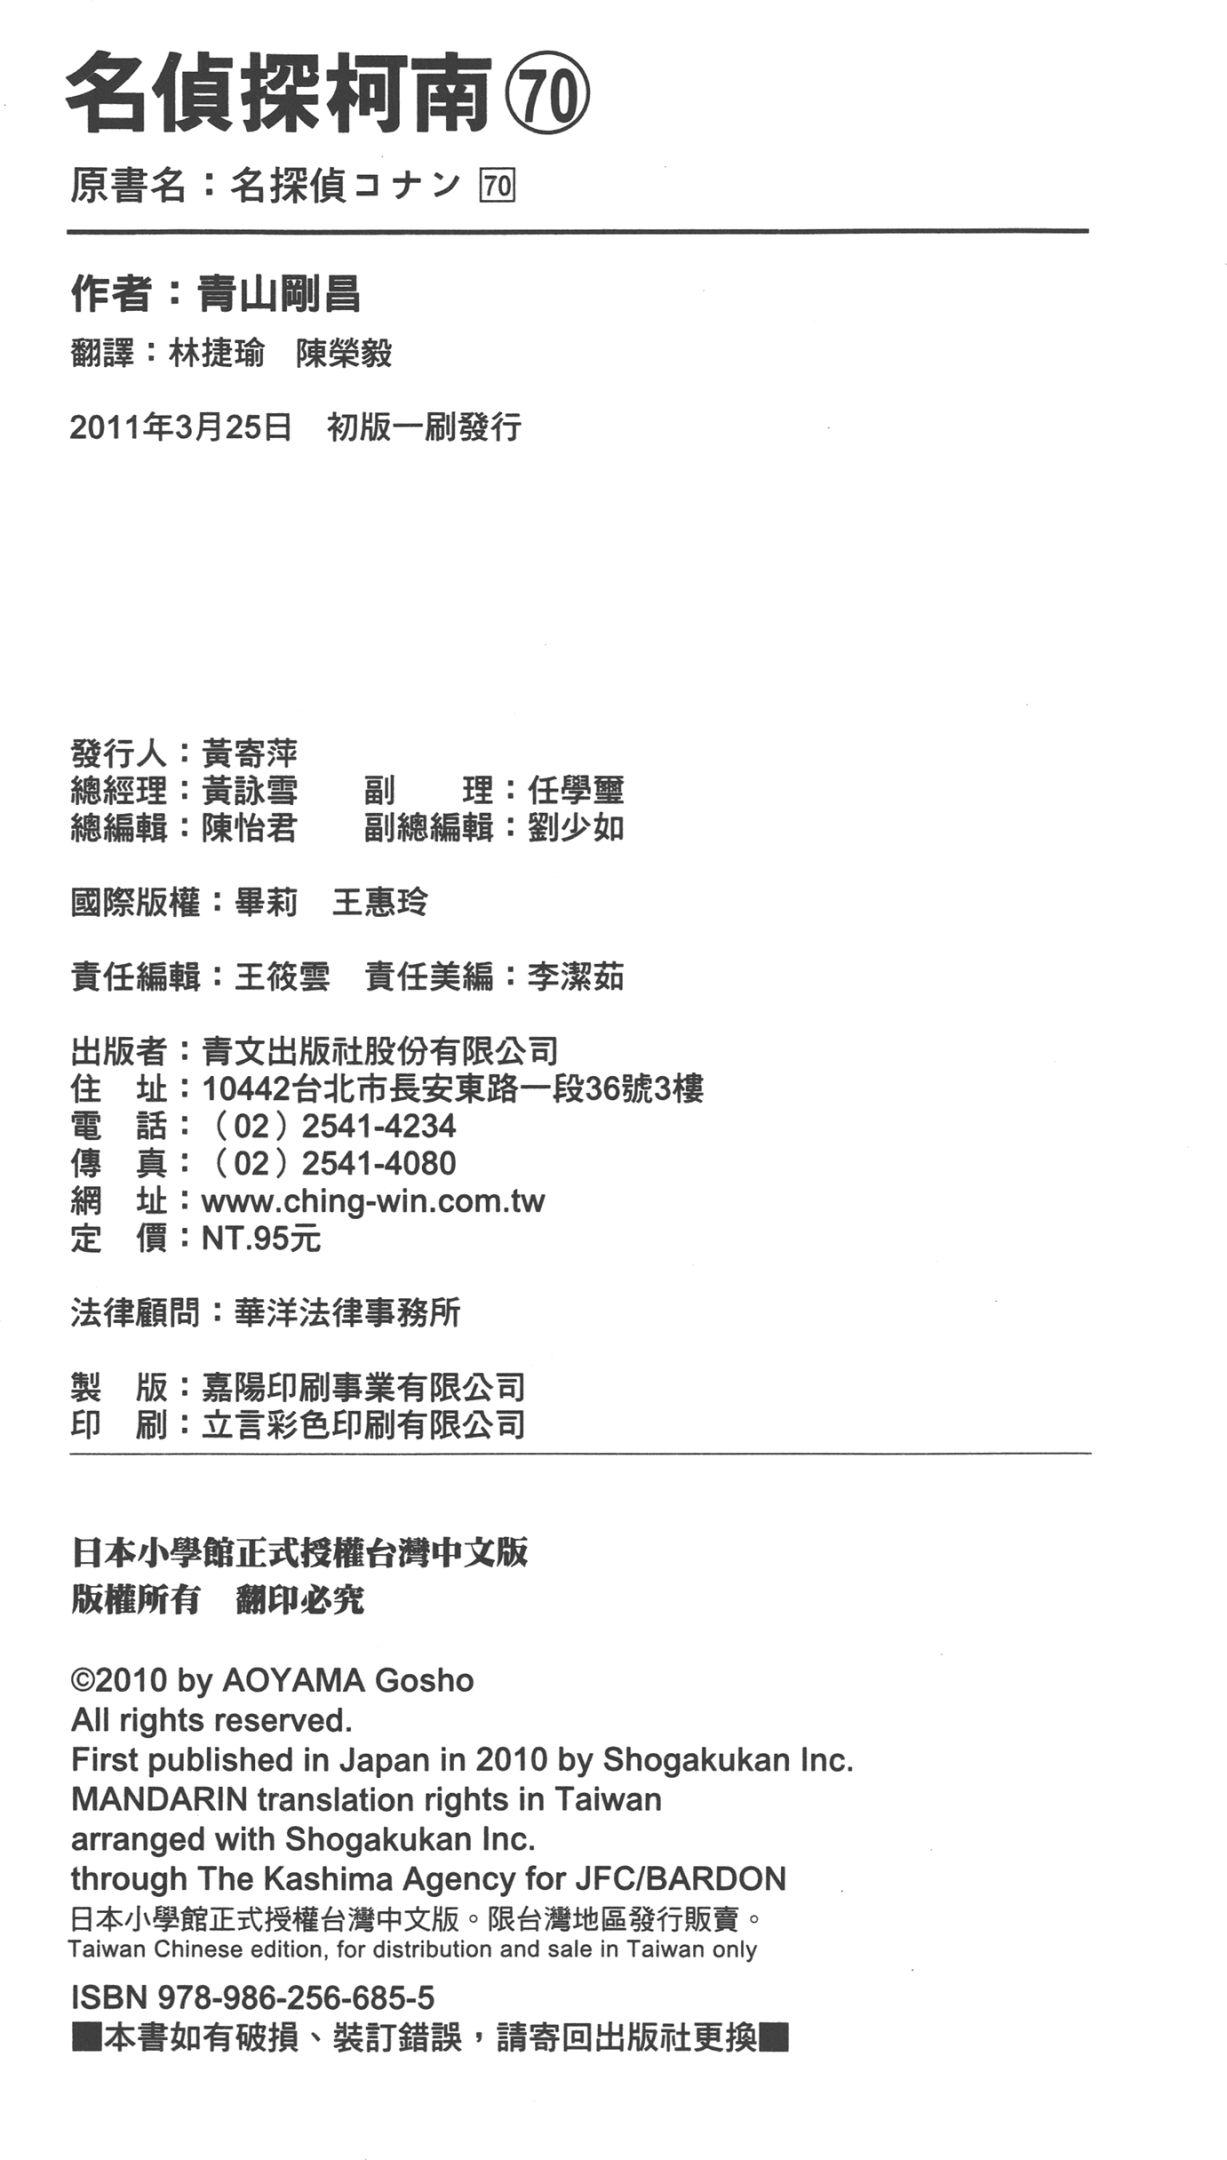 名偵探柯南70
原書名：名探偵コナン 70
作者：青山剛昌
翻譯：林捷瑜　陳榮毅
2011年3月25日　初版一刷發行
發行人：黃寄萍
總經理：黃詠雪　　副　　理：任學璽
總編輯：陳怡君　　副總編輯：劉少如
國際版權：畢莉　王惠玲
責任編輯：王筱雲　責任美編：李潔茹
出版者：青文出版社股份有限公司
住　址：10442台北市長安東路一段36號3樓
電　話：（02）2541-4234
傳　真：（02）2541-4080
網　址：www.ching-win.com.tw
定　價：NT.95元
法律顧問：華洋法律事務所
製　版：嘉陽印刷事業有限公司
印　刷：立言彩色印刷有限公司
日本小學館正式授權台灣中文版
版權所有　翻印必究
©2010 by AOYAMA Gosho
All rights reserved.
First published in Japan in 2010 by Shogakukan Inc.
MANDARIN translation rights in Taiwan
arranged with Shogakukan Inc.
through The Kashima Agency for JFC/BARDON
日本小學館正式授權台灣中文版。限台灣地區發行販賣。
Taiwan Chinese edition, for distribution and sale in Taiwan only
ISBN 978-986-256-685-5
■本書如有破損、裝訂錯誤，請寄回出版社更換■